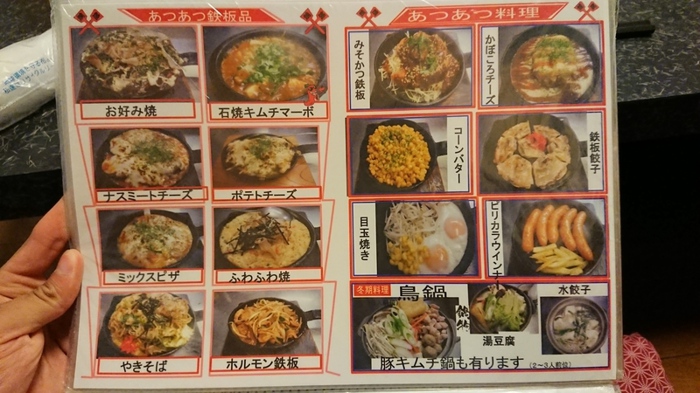 あつあつ鉄板品
お好み焼
石焼キムチマーボ
ナスミートチーズ
ポテトチーズ
ミックスピザ
ふわふわ焼
やきそば
ホルモン鉄板
あつあつ料理
みそかつ鉄板
かぼころチーズ
コーンバター
鉄板餃子
目玉焼き
ピリカラウインナー
冬期料理
鳥鍋
湯豆腐
水餃子
豚キムチ鍋も有ります(2~3人前位)